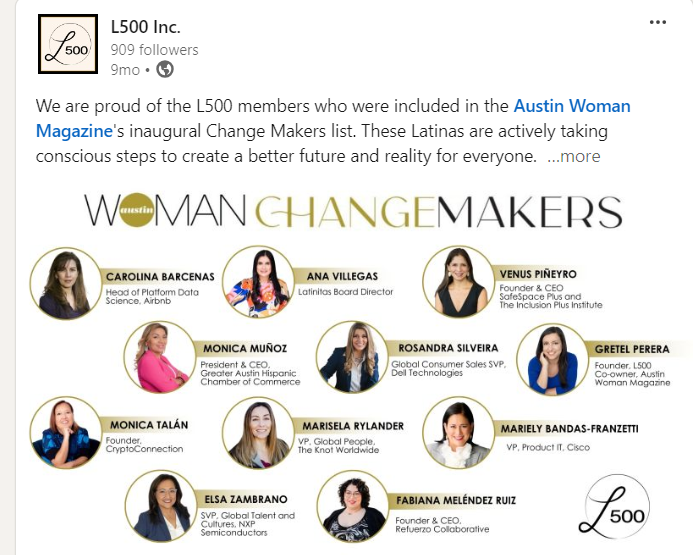 L500
L500 Inc.
909 followers
9mo •
We are proud of the L500 members who were included in the Austin Woman
Magazine's inaugural Change Makers list. These Latinas are actively taking
conscious steps to create a better future and reality for everyone. ...more
WOMAN CHANGEMAKERS
austin
CAROLINA BARCENAS
Head of Platform Data
Science, Airbnb
ANA VILLEGAS
Latinitas Board Director
VENUS PIÑEYRO
Founder & CEO
SafeSpace Plus and
The Inclusion Plus Institute
MONICA MUÑOZ
President & CEO,
Greater Austin Hispanic
Chamber of Commerce
ROSANDRA SILVEIRA
Global Consumer Sales SVP,
Dell Technologies
GRETEL PERERA
Founder, L500
Co-owner, Austin
Woman Magazine
MONICA TALÁN
Founder,
CryptoConnection
MARISELA RYLANDER
VP, Global People,
The Knot Worldwide
MARIELY BANDAS-FRANZETTI
VP, Product IT, Cisco
ELSA ZAMBRANO
SVP, Global Talent and
Cultures, NXP
Semiconductors
FABIANA MELÉNDEZ RUIZ
Founder & CEO,
Refuerzo Collaborative
L500